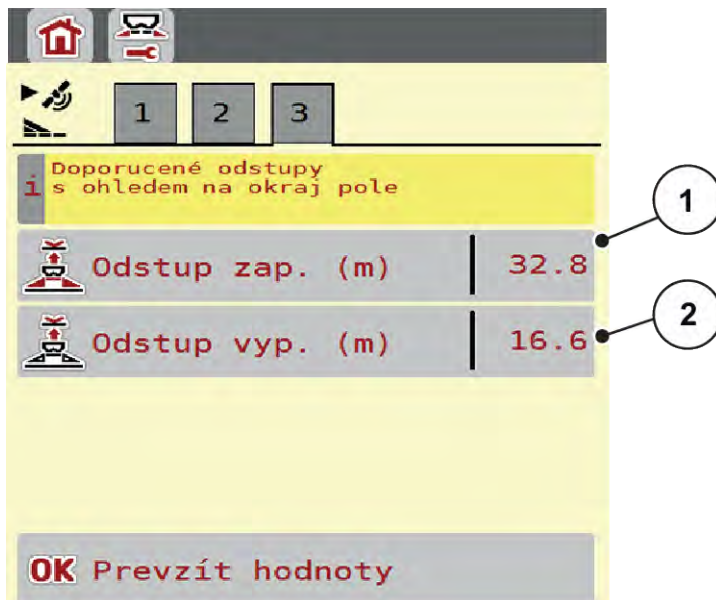 1 2 3
i Doporucené odstupy
s ohledem na okraj pole
1
Odstup zap. (m) 32.8
2
Odstup vyp. (m) 16.6
OK Prevzít hodnoty